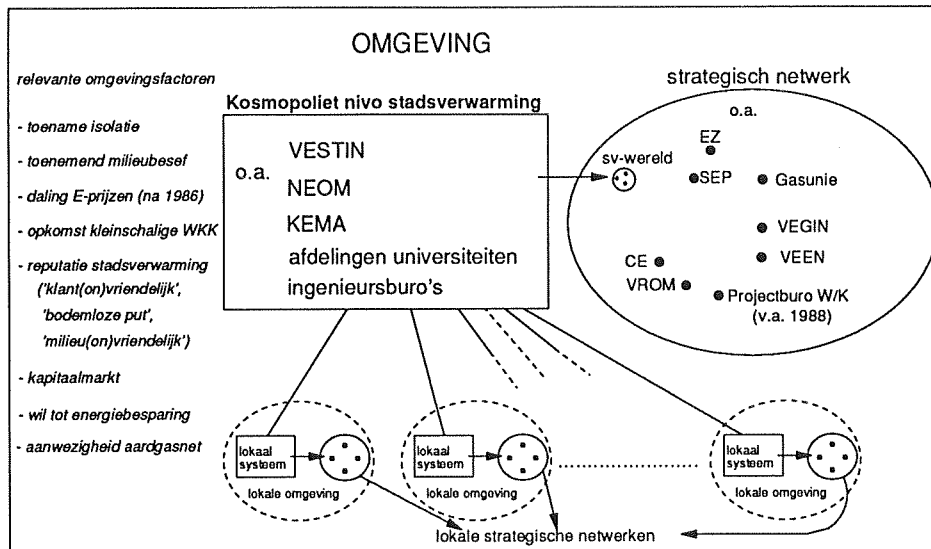 OMGEVING
relevante omgevingsfactoren
- toename isolatie
- toenemend milieubesef
- daling E-prijzen (na 1986)
- opkomst kleinschalige WKK
- reputatie stadsverwarming
('klant(on)vriendelijk',
'bodemloze put',
'milieu(on)vriendelijk')
- kapitaalmarkt
- wil tot energiebesparing
- aanwezigheid aardgasnet
Kosmopoliet nivo stadsverwarming
o.a.
VESTIN
NEOM
KEMA
afdelingen universiteiten
ingenieursburo's
strategisch netwerk
o.a.
EZ
sv-wereld
SEP
Gasunie
VEGIN
VEEN
CE
VROM
Projectburo W/K
(v.a. 1988)
lokaal
systeem
lokale omgeving
lokaal
systeem
lokale omgeving
lokaal
systeem
lokale omgeving
lokale strategische netwerken